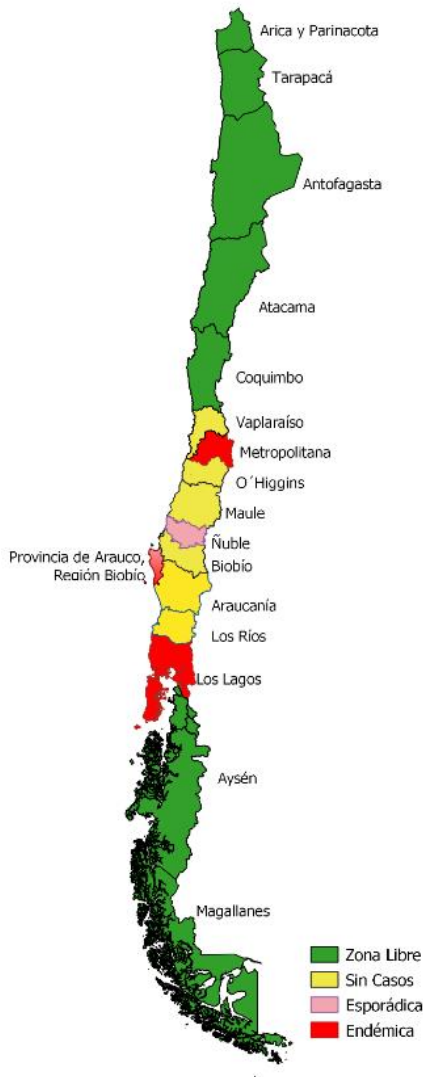 Arica y Parinacota
Tarapacá
Antofagasta
Atacama
Coquimbo
Vaplaraíso
Metropolitana
O´Higgins
Maule
Ñuble
Provincia de Arauco,
Región Biobío
Biobío
Araucanía
Los Ríos
Los Lagos
Aysén
Magallanes
Zona Libre
Sin Casos
Esporádica
Endémica